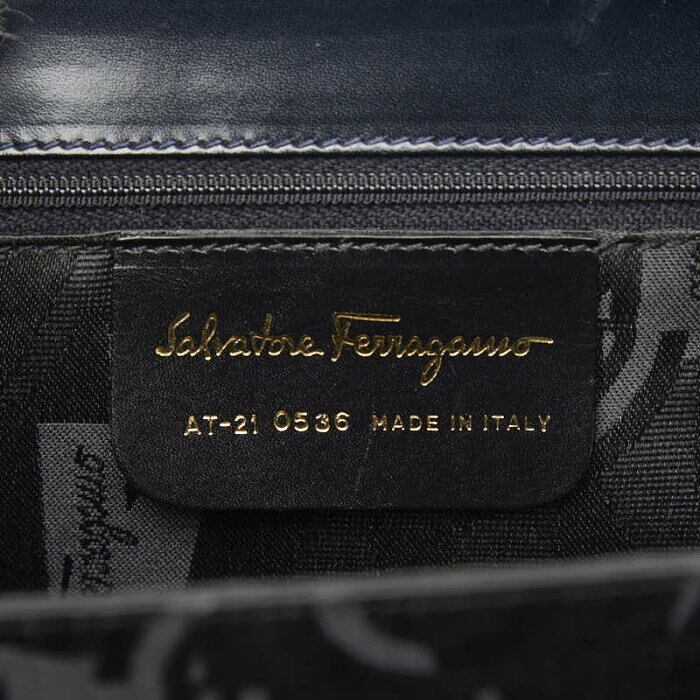 Salvatore Ferragamo
AT-21 0536 MADE IN ITALY